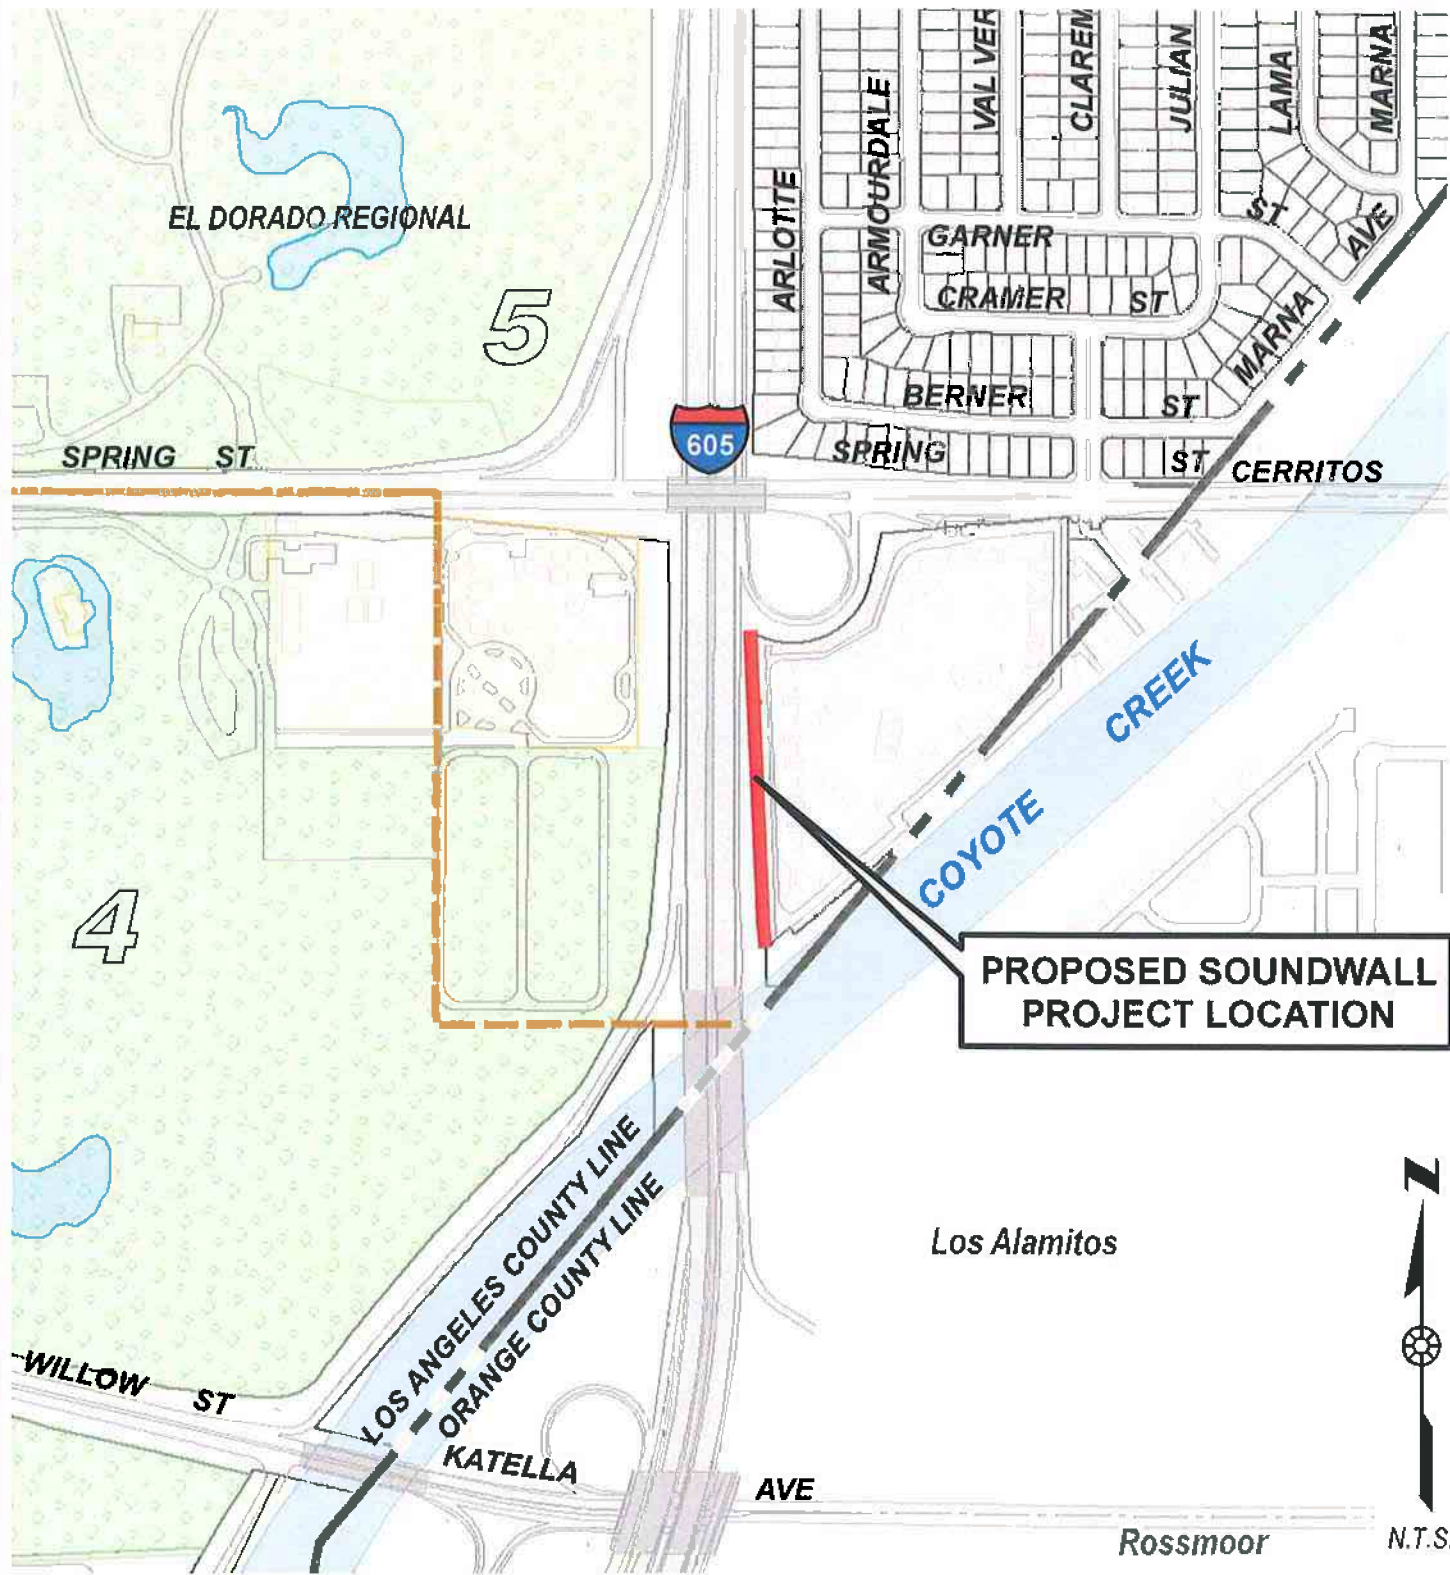 VAL VER
CLAREM
JULIAN
LAMA
MARNA
ARMOURDALE
ARLOTTE
EL DORADO REGIONAL
GARNER
ST
AVE
CRAMER ST
5
MARNA
BERNER ST
605
SPRING ST
SPRING ST
CERRITOS
COYOTE CREEK
4
PROPOSED SOUNDWALL
PROJECT LOCATION
LOS ANGELES COUNTY LINE
ORANGE COUNTY LINE
Los Alamitos
N
WILLOW ST
KATELLA AVE
Rossmoor
N.T.S.